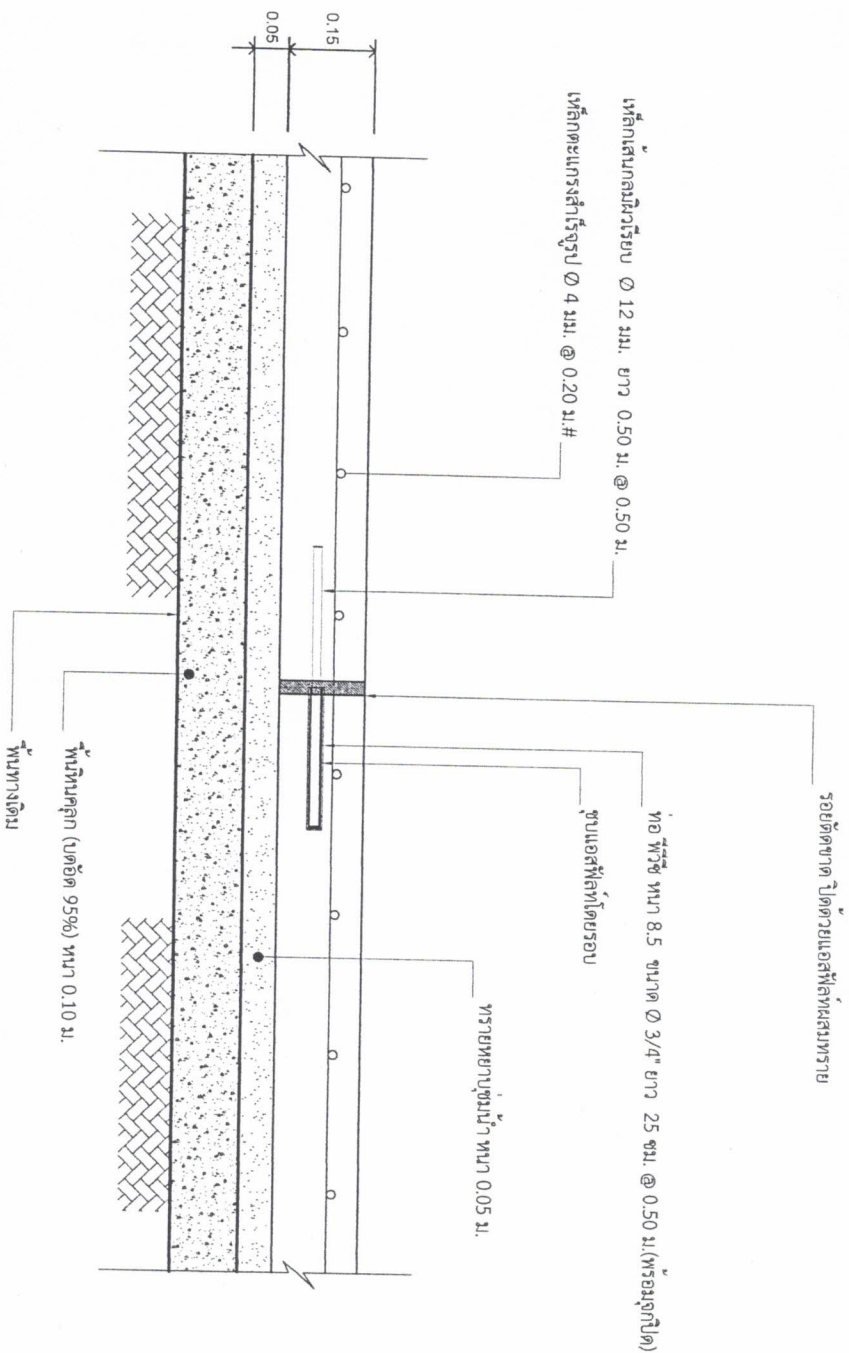 รอยตัดขาด ปิดด้วยแอสฟัลท์ผสมทราย
ท่อ พีวีซี หนา 8.5 ขนาด Ø 3/4" ยาว 25 ซม. @ 0.50 ม.(พร้อมจุกปิด)
ชุบแอสฟัลท์โดยรอบ
ทรายหยาบชุ่มน้ำ หนา 0.05 ม.
เหล็กเส้นกลมผิวเรียบ Ø 12 มม. ยาว 0.50 ม. @ 0.50 ม.
เหล็กตะแกรงสำเร็จรูป Ø 4 มม. @ 0.20 ม.#
0.15
0.05
พื้นหินคลุก (บดอัด 95%) หนา 0.10 ม.
พื้นทางเดิม